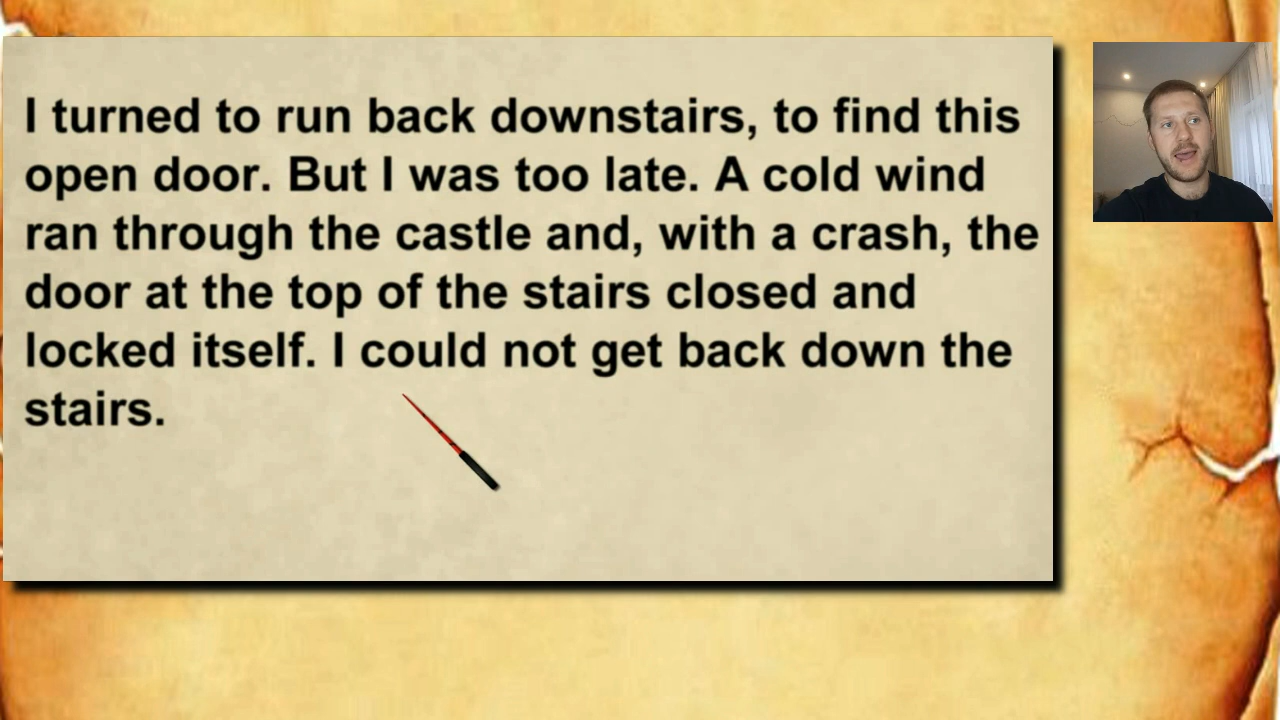 I turned to run back downstairs, to find this
open door. But I was too late. A cold wind
ran through the castle and, with a crash, the
door at the top of the stairs closed and
locked itself. I could not get back down the
stairs.